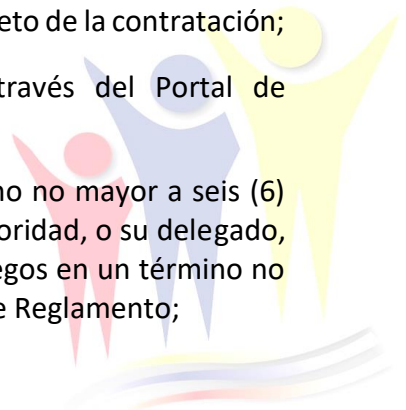 eto de la contratación;
través del Portal de
no no mayor a seis (6)
oridad, o su delegado,
egos en un término no
e Reglamento;